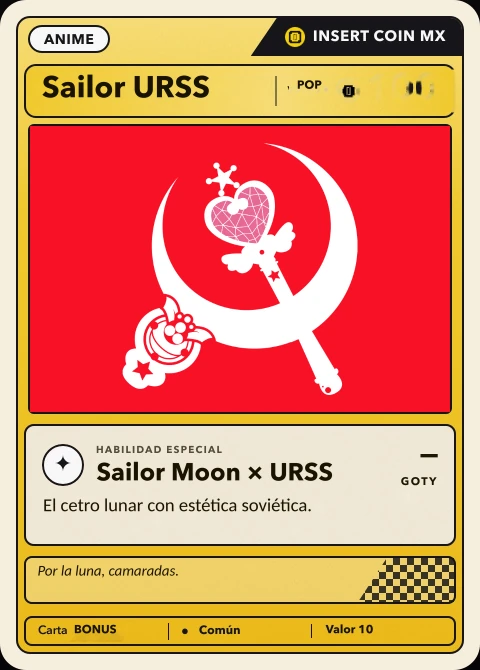 ANIME
INSERT COIN MX
Sailor URSS
POP
HABILIDAD ESPECIAL
Sailor Moon × URSS
—
GOTY
El cetro lunar con estética soviética.
Por la luna, camaradas.
Carta BONUS
● Común
Valor 10